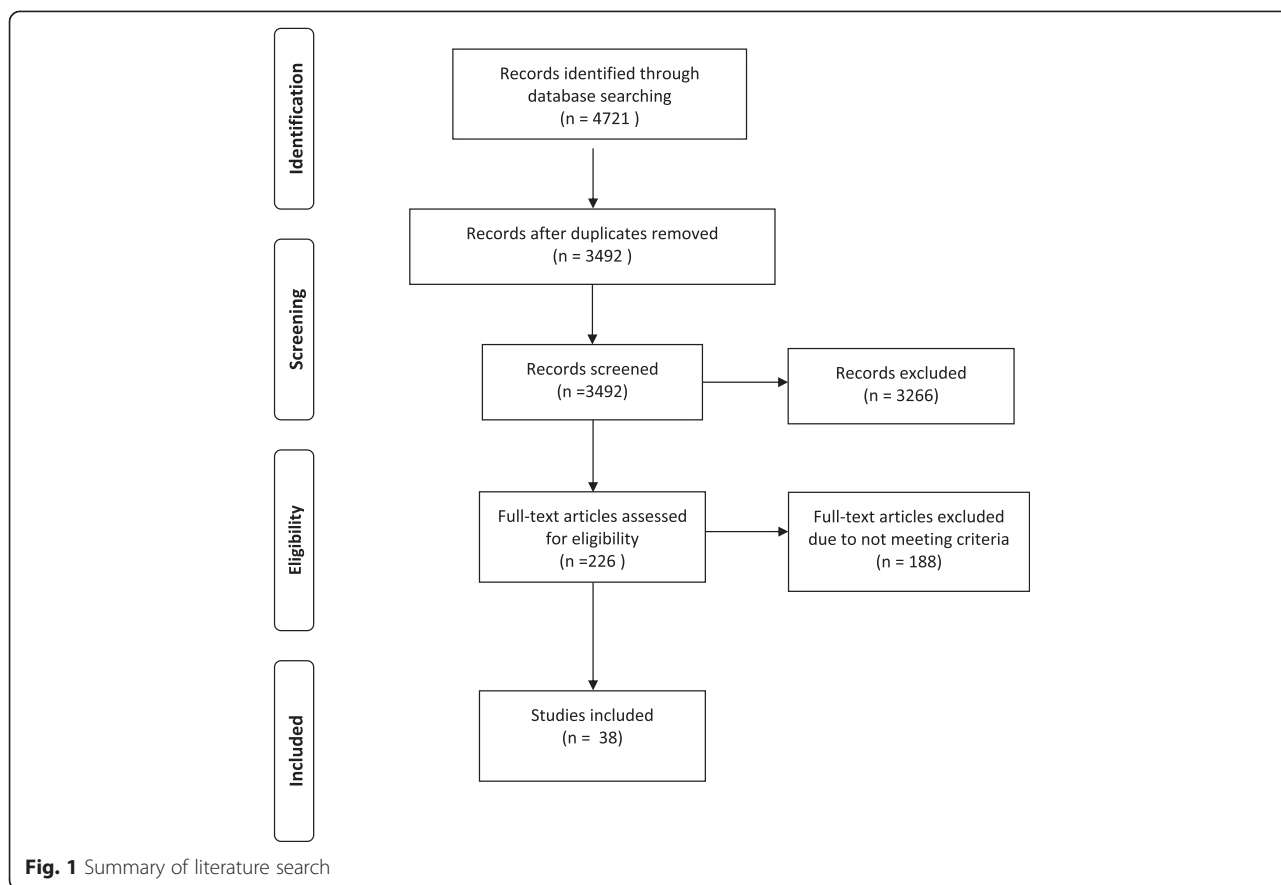 Identification
Records identified through
database searching
(n = 4721 )
Records after duplicates removed
(n = 3492 )
Screening
Records screened
(n =3492)
Records excluded
(n = 3266)
Eligibility
Full-text articles assessed
for eligibility
(n =226 )
Full-text articles excluded
due to not meeting criteria
(n = 188)
Included
Studies included
(n = 38)
Fig. 1 Summary of literature search